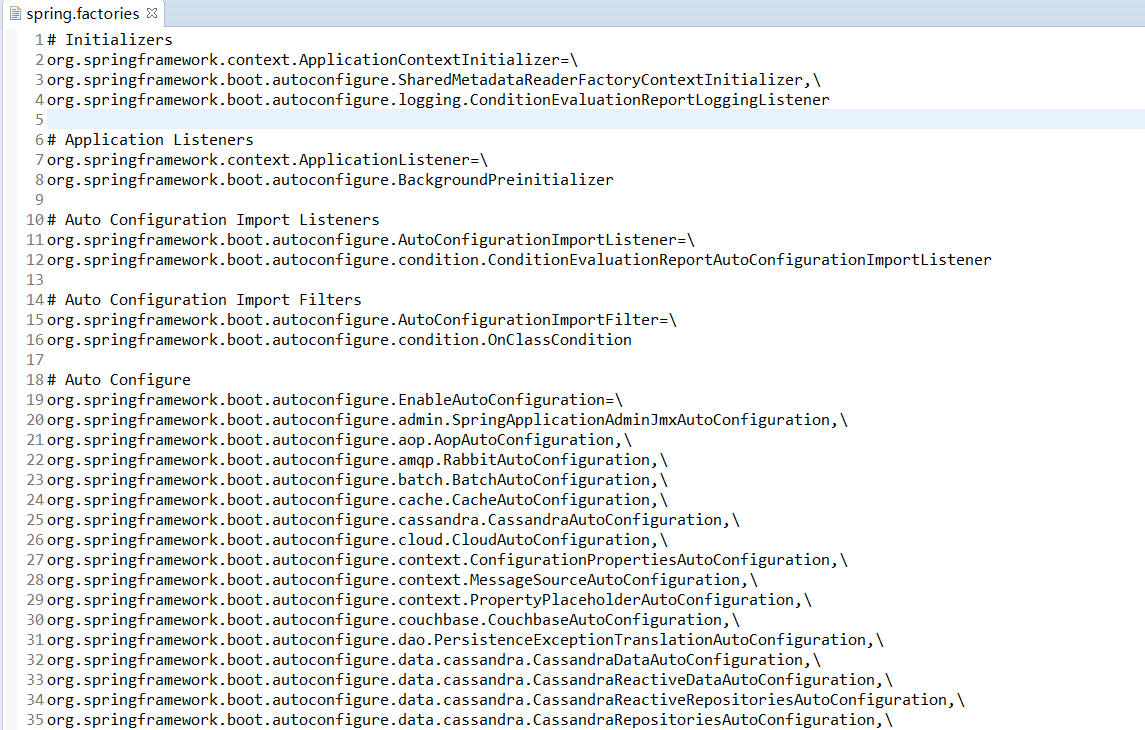 spring.factories
1 # Initializers
2 org.springframework.context.ApplicationContextInitializer=\
3 org.springframework.boot.autoconfigure.SharedMetadataReaderFactoryContextInitializer,\
4 org.springframework.boot.autoconfigure.logging.ConditionEvaluationReportLoggingListener
5
6 # Application Listeners
7 org.springframework.context.ApplicationListener=\
8 org.springframework.boot.autoconfigure.BackgroundPreinitializer
9
10 # Auto Configuration Import Listeners
11 org.springframework.boot.autoconfigure.AutoConfigurationImportListener=\
12 org.springframework.boot.autoconfigure.condition.ConditionEvaluationReportAutoConfigurationImportListener
13
14 # Auto Configuration Import Filters
15 org.springframework.boot.autoconfigure.AutoConfigurationImportFilter=\
16 org.springframework.boot.autoconfigure.condition.OnClassCondition
17
18 # Auto Configure
19 org.springframework.boot.autoconfigure.EnableAutoConfiguration=\
20 org.springframework.boot.autoconfigure.admin.SpringApplicationAdminJmxAutoConfiguration,\
21 org.springframework.boot.autoconfigure.aop.AopAutoConfiguration,\
22 org.springframework.boot.autoconfigure.amqp.RabbitAutoConfiguration,\
23 org.springframework.boot.autoconfigure.batch.BatchAutoConfiguration,\
24 org.springframework.boot.autoconfigure.cache.CacheAutoConfiguration,\
25 org.springframework.boot.autoconfigure.cassandra.CassandraAutoConfiguration,\
26 org.springframework.boot.autoconfigure.cloud.CloudAutoConfiguration,\
27 org.springframework.boot.autoconfigure.context.ConfigurationPropertiesAutoConfiguration,\
28 org.springframework.boot.autoconfigure.context.MessageSourceAutoConfiguration,\
29 org.springframework.boot.autoconfigure.context.PropertyPlaceholderAutoConfiguration,\
30 org.springframework.boot.autoconfigure.couchbase.CouchbaseAutoConfiguration,\
31 org.springframework.boot.autoconfigure.dao.PersistenceExceptionTranslationAutoConfiguration,\
32 org.springframework.boot.autoconfigure.data.cassandra.CassandraDataAutoConfiguration,\
33 org.springframework.boot.autoconfigure.data.cassandra.CassandraReactiveDataAutoConfiguration,\
34 org.springframework.boot.autoconfigure.data.cassandra.CassandraReactiveRepositoriesAutoConfiguration,\
35 org.springframework.boot.autoconfigure.data.cassandra.CassandraRepositoriesAutoConfiguration,\